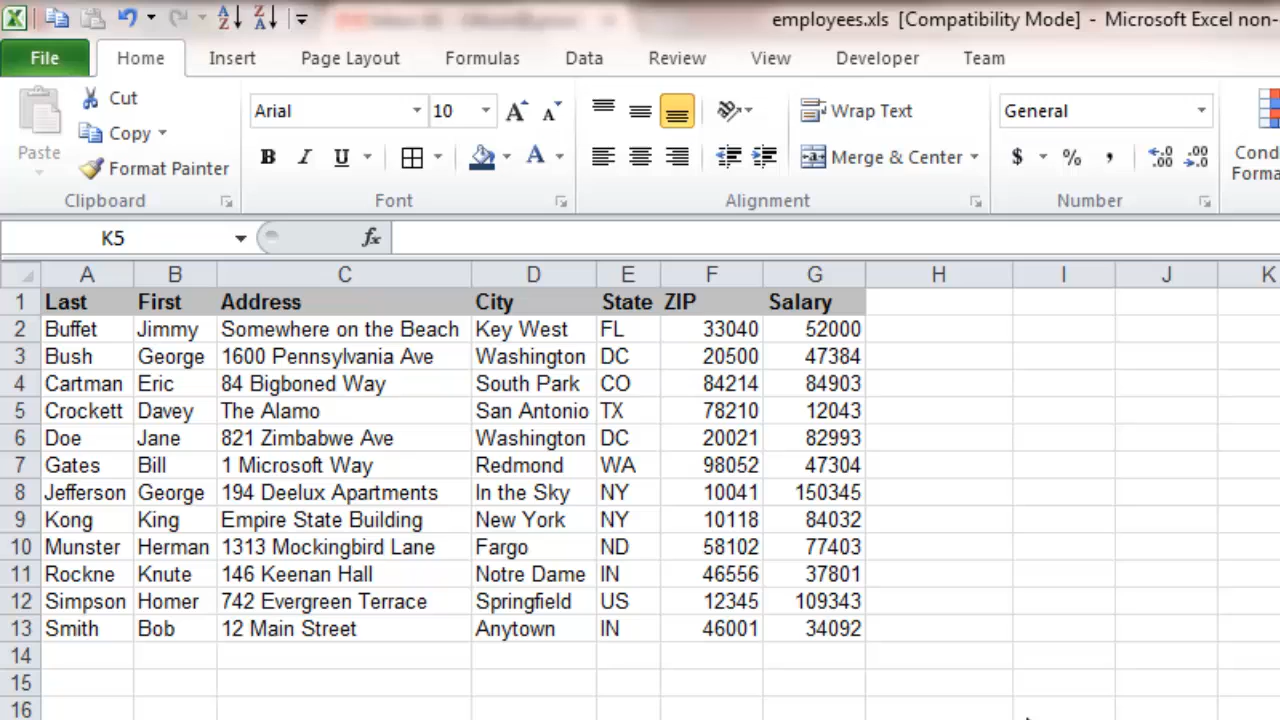 employees.xls [Compatibility Mode] - Microsoft Excel non-
File Home Insert Page Layout Formulas Data Review View Developer Team
Paste Cut Copy Format Painter
Clipboard
Arial 10 A A
B I U A
Font
Wrap Text
Merge & Center
Alignment
General
$ % , .00 .0
Number
Cond
Forma
K5 fx
A B C D E F G H I J K
1 Last First Address City State ZIP Salary
2 Buffet Jimmy Somewhere on the Beach Key West FL 33040 52000
3 Bush George 1600 Pennsylvania Ave Washington DC 20500 47384
4 Cartman Eric 84 Bigboned Way South Park CO 84214 84903
5 Crockett Davey The Alamo San Antonio TX 78210 12043
6 Doe Jane 821 Zimbabwe Ave Washington DC 20021 82993
7 Gates Bill 1 Microsoft Way Redmond WA 98052 47304
8 Jefferson George 194 Deelux Apartments In the Sky NY 10041 150345
9 Kong King Empire State Building New York NY 10118 84032
10 Munster Herman 1313 Mockingbird Lane Fargo ND 58102 77403
11 Rockne Knute 146 Keenan Hall Notre Dame IN 46556 37801
12 Simpson Homer 742 Evergreen Terrace Springfield US 12345 109343
13 Smith Bob 12 Main Street Anytown IN 46001 34092
14
15
16